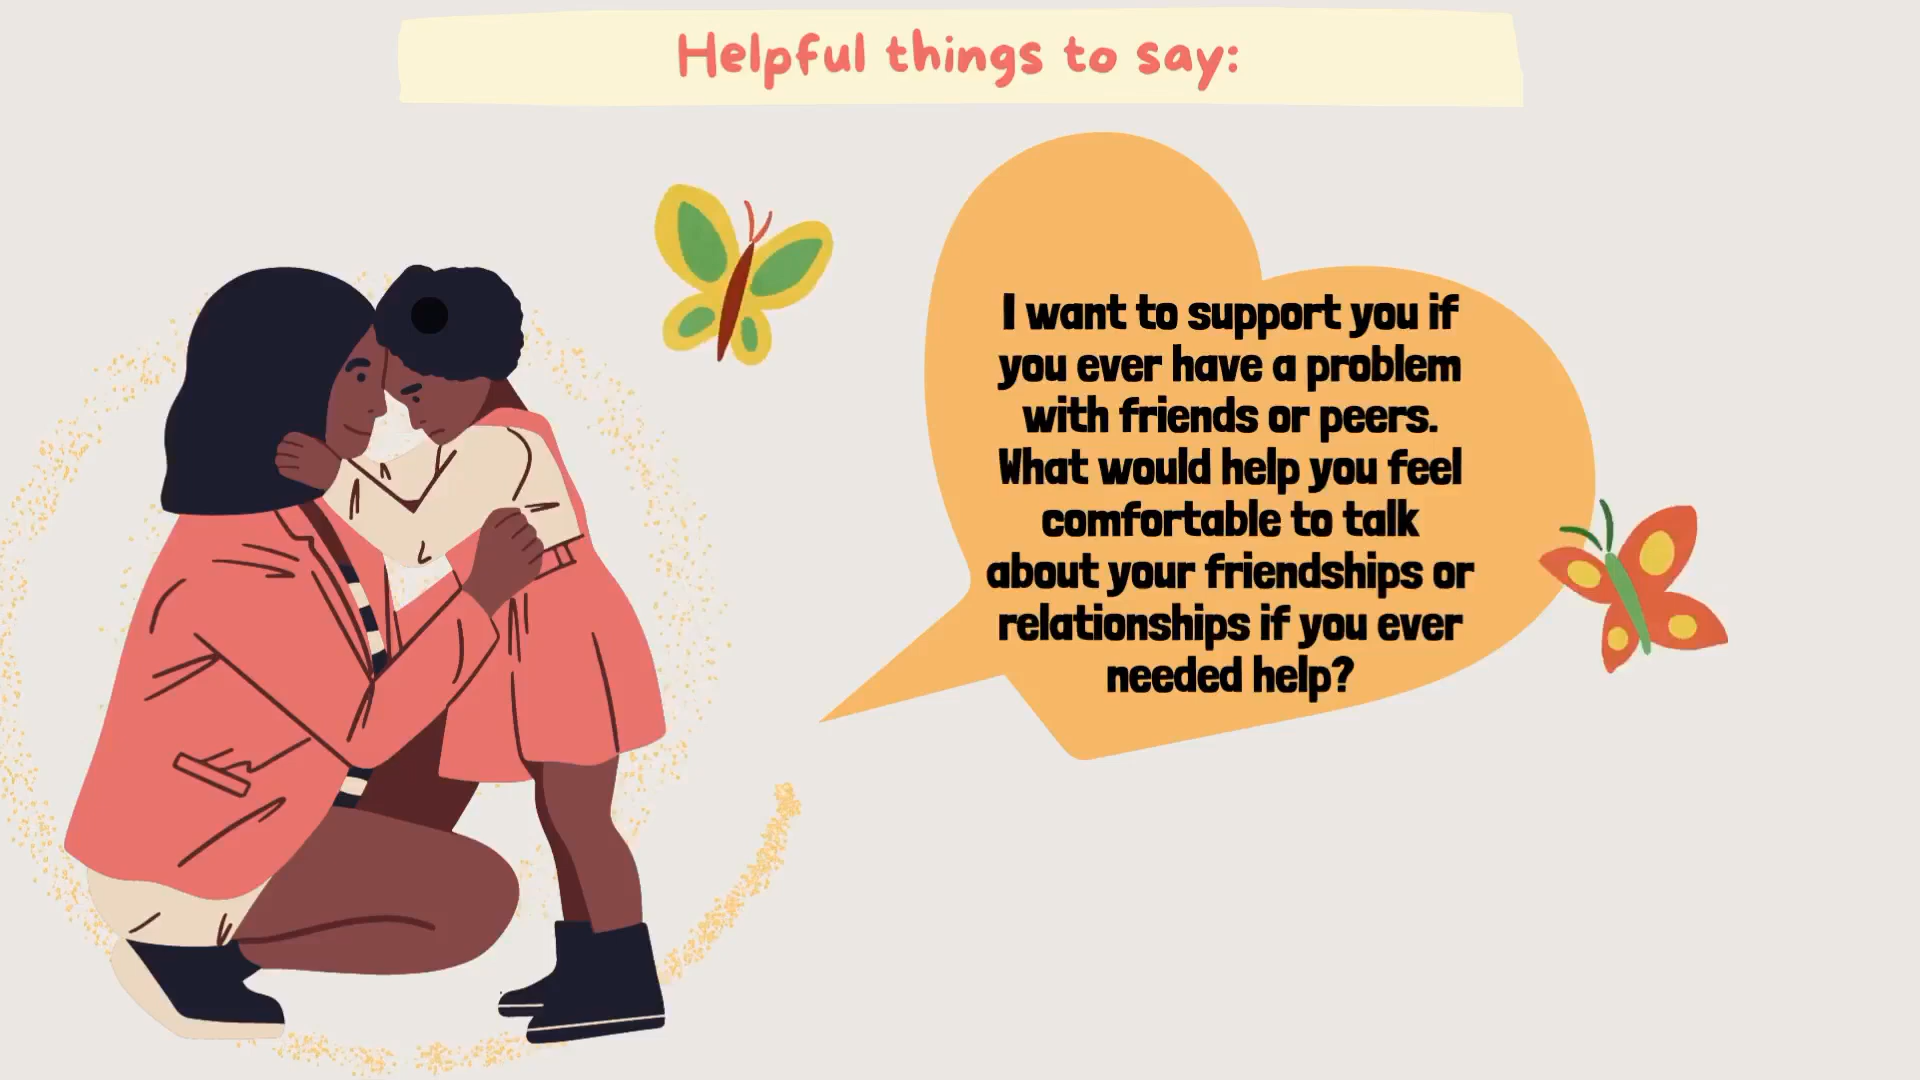 Helpful things to say:
I want to support you if
you ever have a problem
with friends or peers.
What would help you feel
comfortable to talk
about your friendships or
relationships if you ever
needed help?